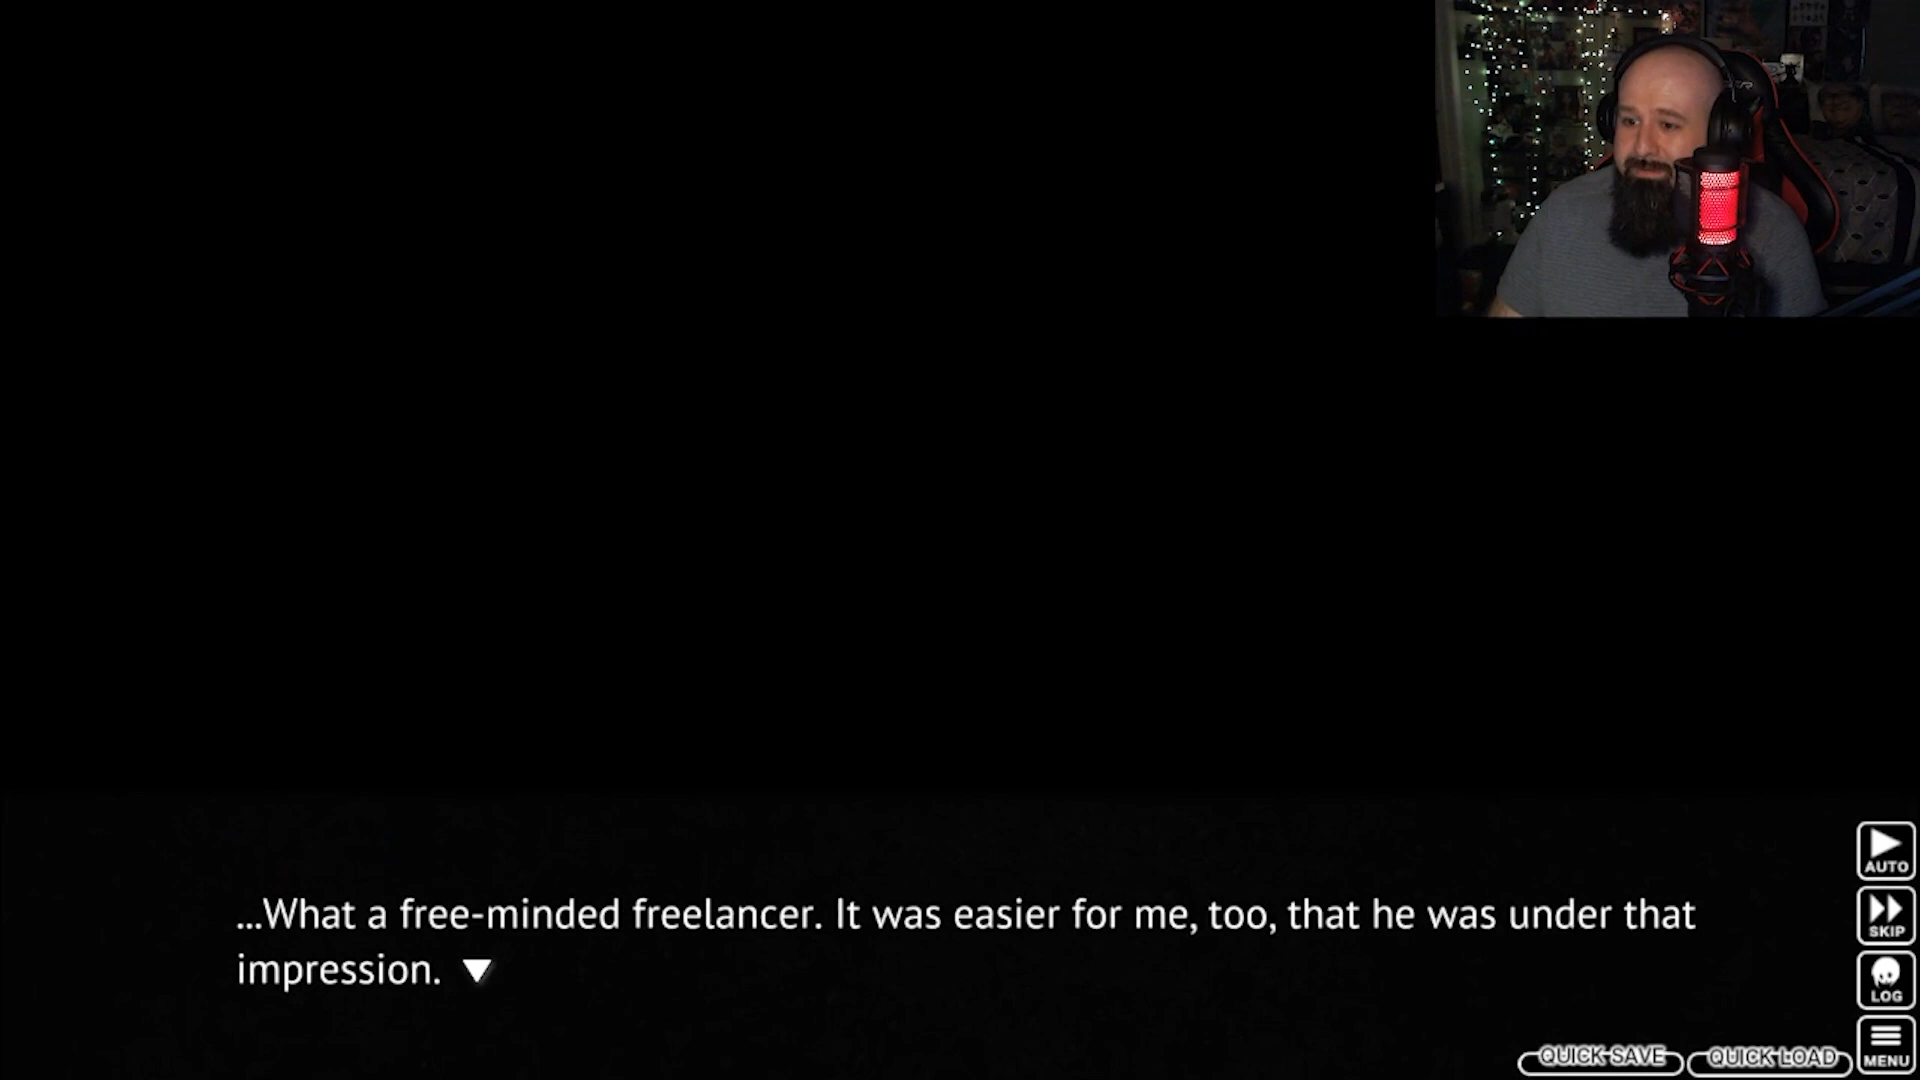 ...What a free-minded freelancer. It was easier for me, too, that he was under that
impression.
AUTO
SKIP
LOG
MENU
QUICK SAVE
QUICK LOAD